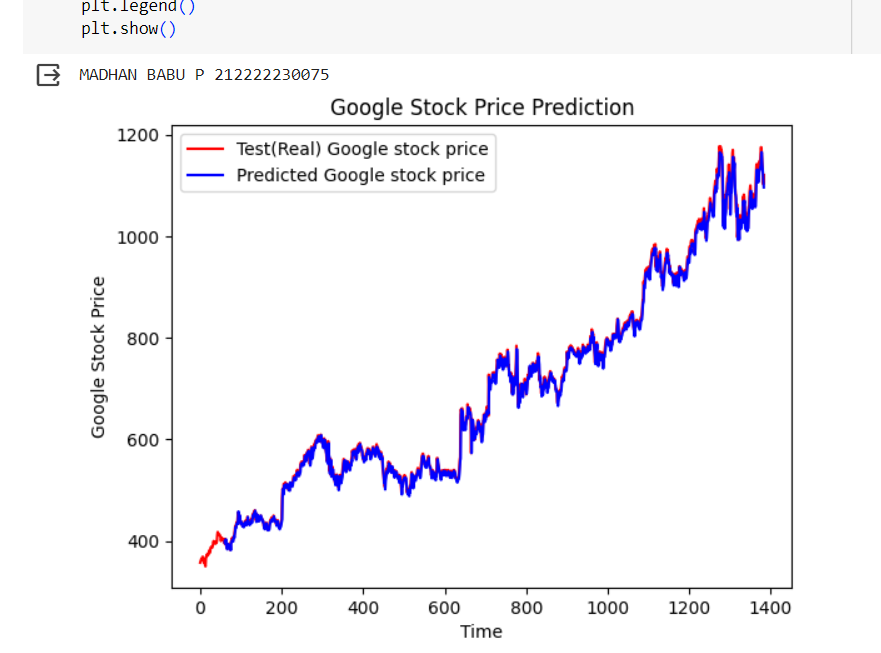 plt.legend()
plt.show()
MADHAN BABU P 212222230075
Google Stock Price Prediction
Test(Real) Google stock price
Predicted Google stock price
Google Stock Price
1200
1000
800
600
400
0 200 400 600 800 1000 1200 1400
Time